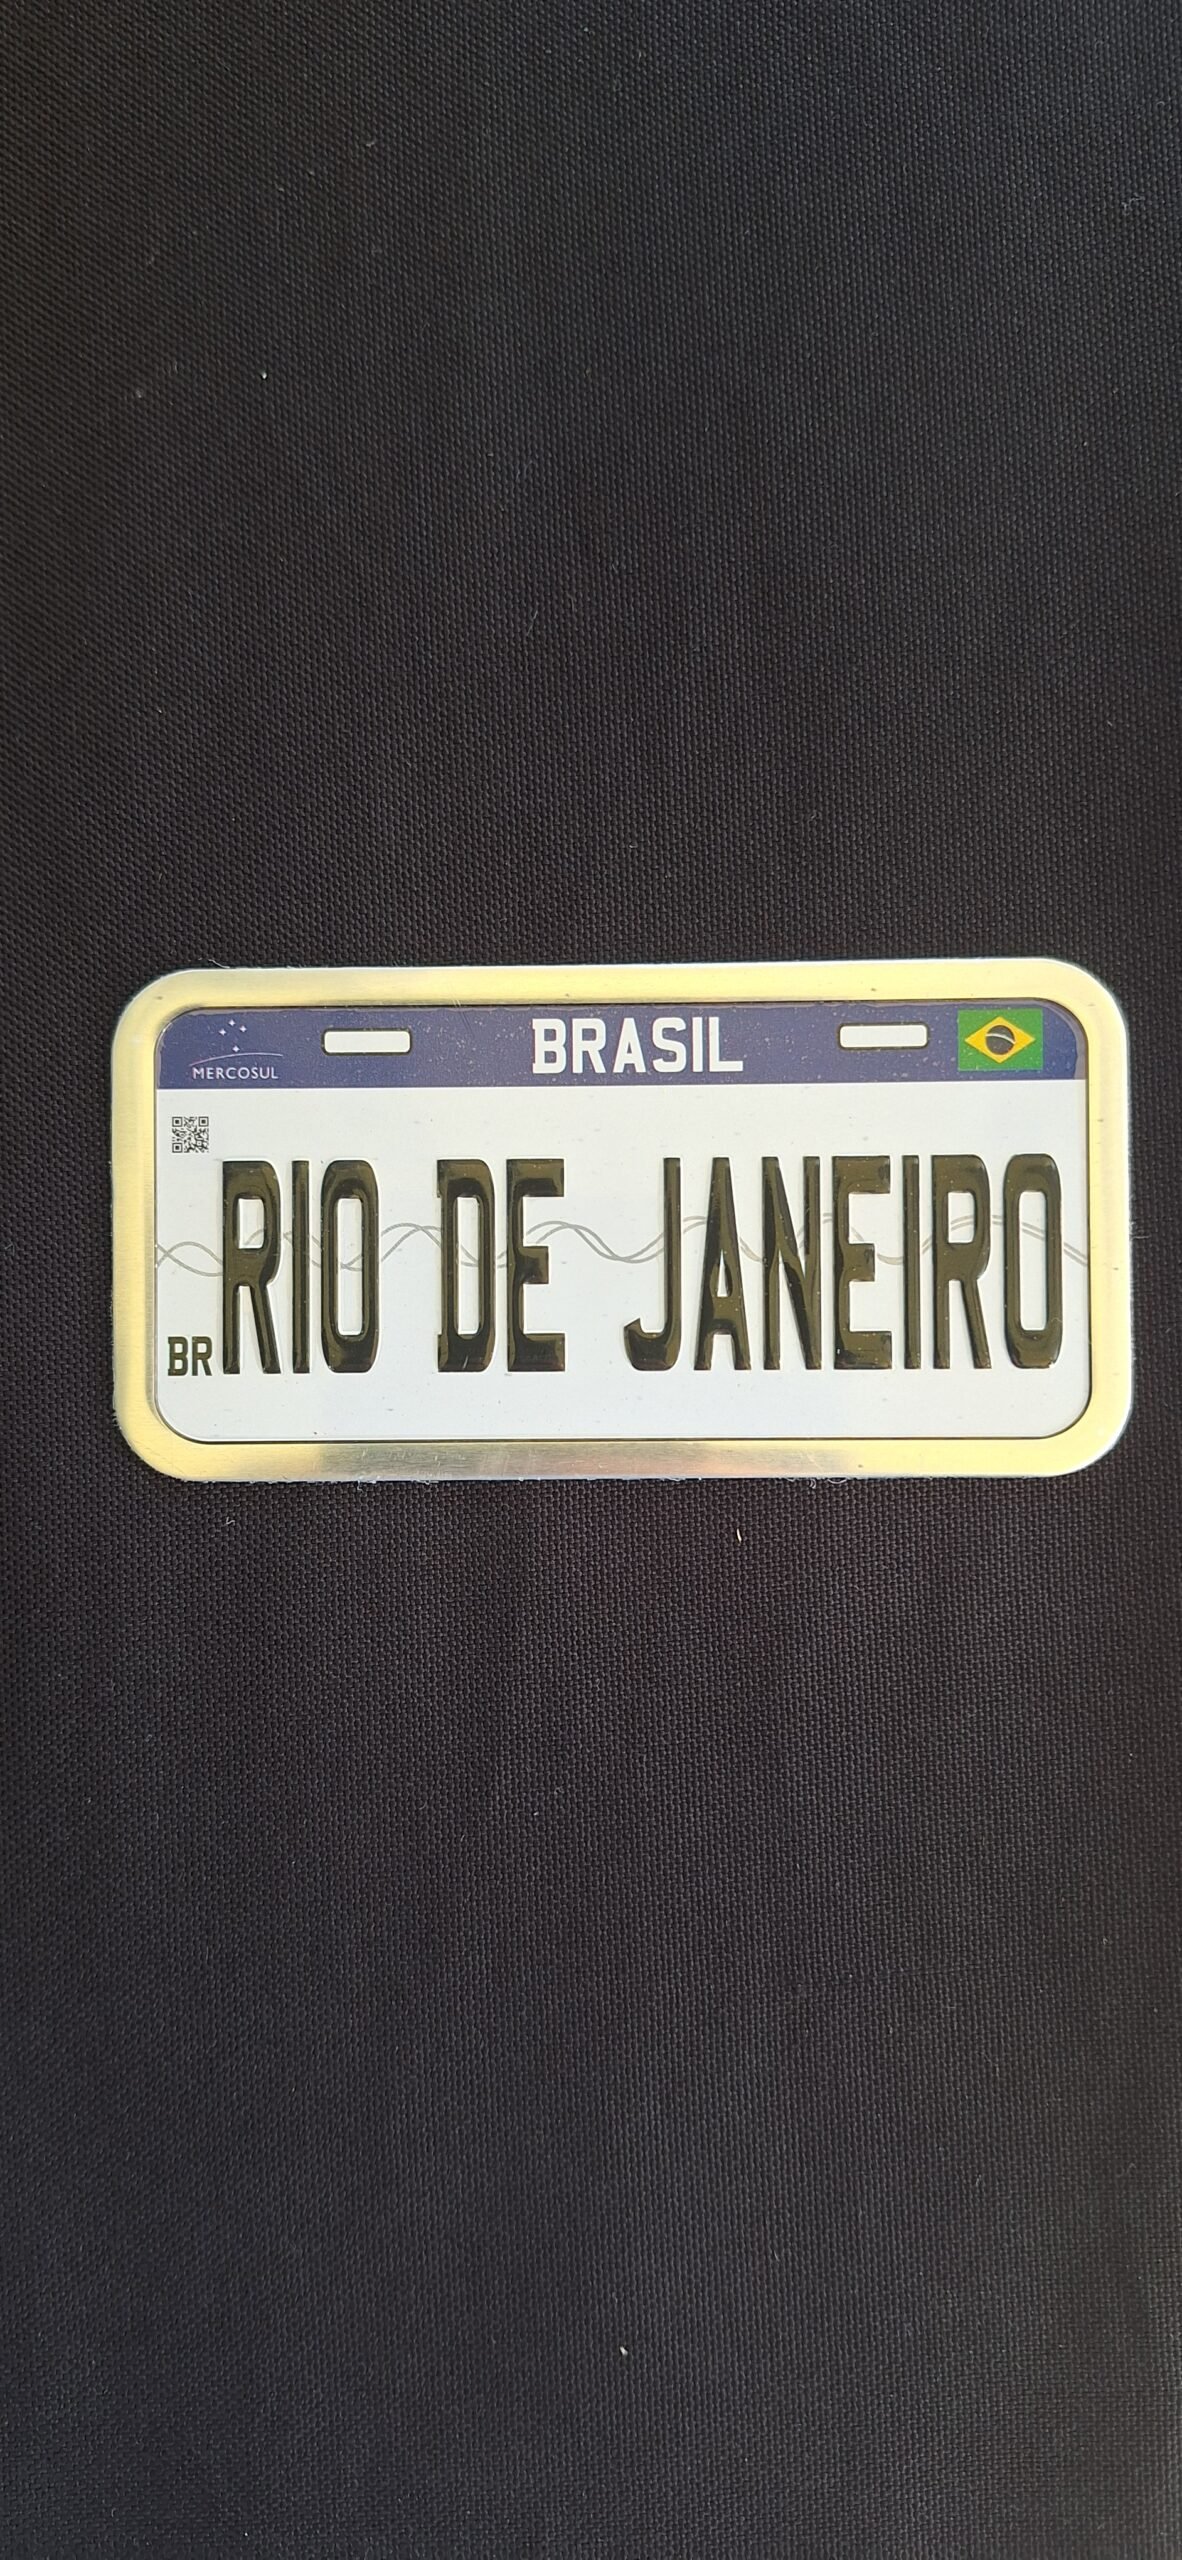 BRASIL
MERCOSUL
RIO DE JANEIRO
BR